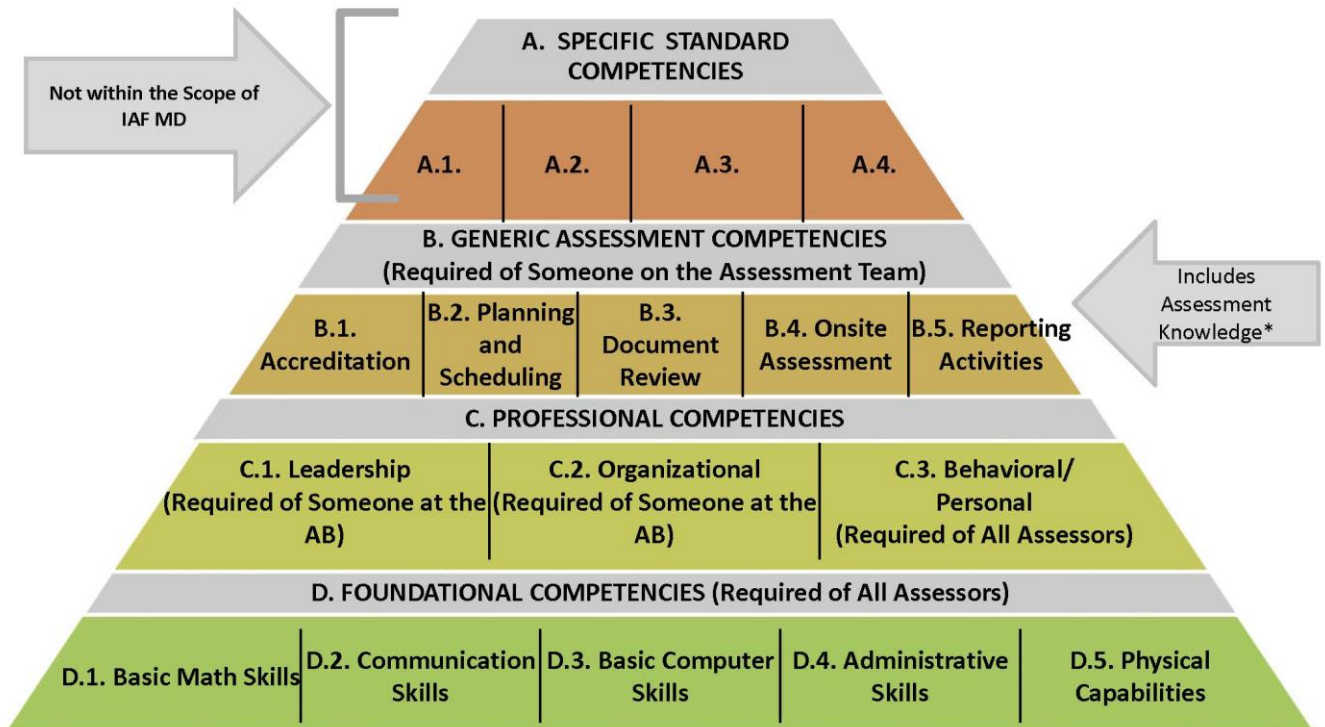 A. SPECIFIC STANDARD
COMPETENCIES
Not within the Scope of
IAF MD
A.1.
A.2.
A.3.
A.4.
B. GENERIC ASSESSMENT COMPETENCIES
(Required of Someone on the Assessment Team)
Includes
Assessment
Knowledge*
B.1.
Accreditation
B.2. Planning
and
Scheduling
B.3.
Document
Review
B.4. Onsite
Assessment
B.5. Reporting
Activities
C. PROFESSIONAL COMPETENCIES
C.1. Leadership
(Required of Someone at the
AB)
C.2. Organizational
(Required of Someone at the
AB)
C.3. Behavioral/
Personal
(Required of All Assessors)
D. FOUNDATIONAL COMPETENCIES (Required of All Assessors)
D.1. Basic Math Skills
D.2. Communication
Skills
D.3. Basic Computer
Skills
D.4. Administrative
Skills
D.5. Physical
Capabilities